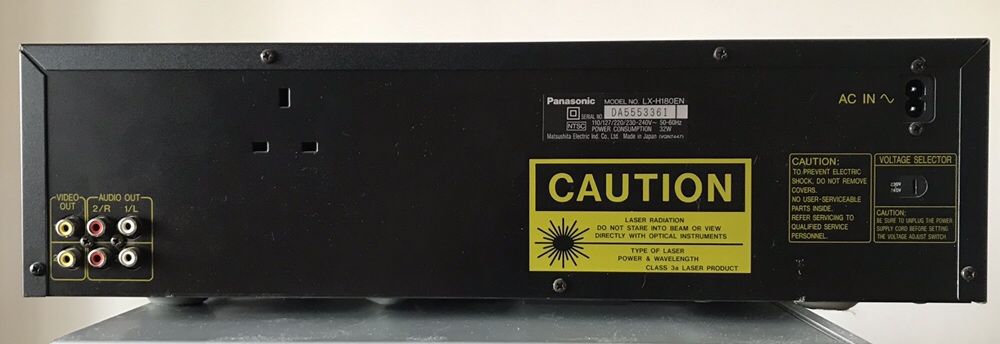 Panasonic MODEL NO. LX-H180EN
SERIAL NO DA5553361
NTSC 110/127/220/230-240V~ 50-60Hz
POWER CONSUMPTION 32W
Matsushita Electric Ind. Co., Ltd. Made in Japan
AC IN
CAUTION
LASER RADIATION
DO NOT STARE INTO BEAM OR VIEW
DIRECTLY WITH OPTICAL INSTRUMENTS
TYPE OF LASER
POWER & WAVELENGTH
CLASS 3a LASER PRODUCT
CAUTION:
TO PREVENT ELECTRIC
SHOCK, DO NOT REMOVE
COVERS.
NO USER-SERVICEABLE
PARTS INSIDE.
REFER SERVICING TO
QUALIFIED SERVICE
PERSONNEL.
VOLTAGE SELECTOR
CAUTION:
BE SURE TO UNPLUG THE POWER
SUPPLY CORD BEFORE SETTING
THE VOLTAGE ADJUST SWITCH.
VIDEO
OUT
AUDIO OUT
2/R 1/L
2